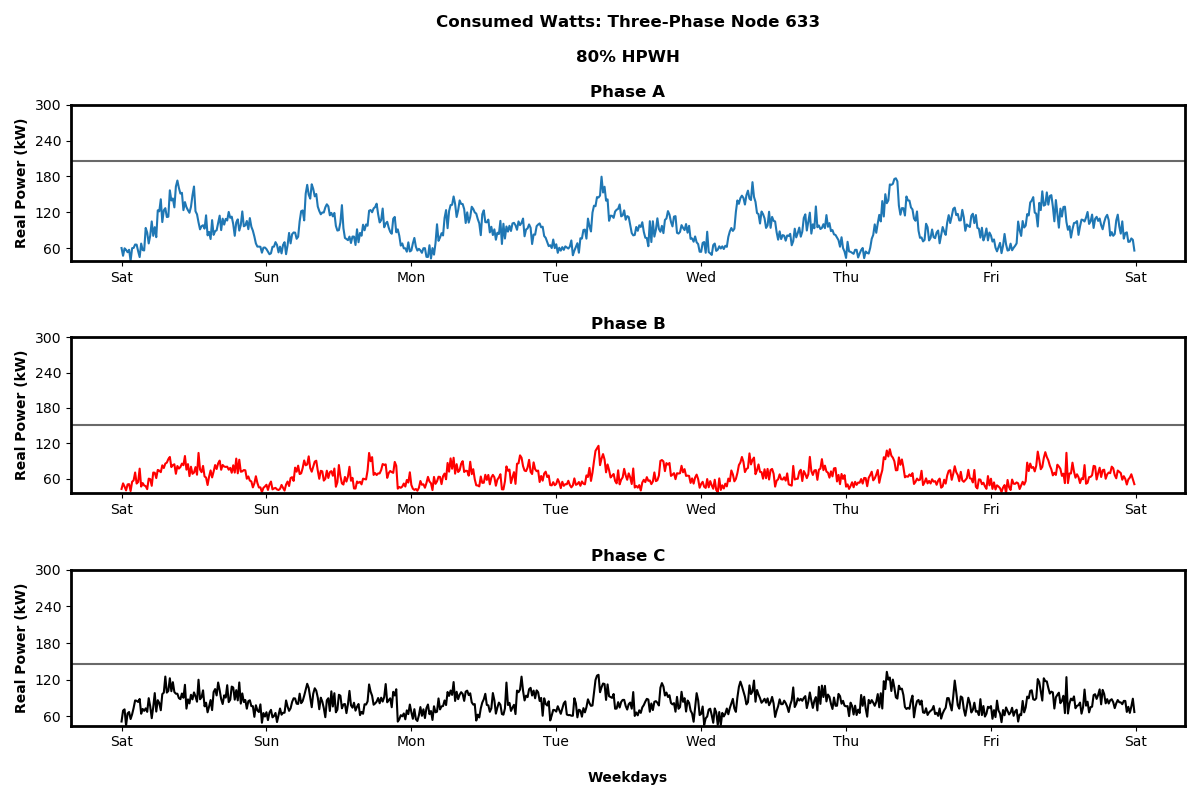 Consumed Watts: Three-Phase Node 633
80% HPWH
Phase A
Real Power (kW)
300
240
180
120
60
Sat Sun Mon Tue Wed Thu Fri Sat
Phase B
Real Power (kW)
300
240
180
120
60
Sat Sun Mon Tue Wed Thu Fri Sat
Phase C
Real Power (kW)
300
240
180
120
60
Sat Sun Mon Tue Wed Thu Fri Sat
Weekdays